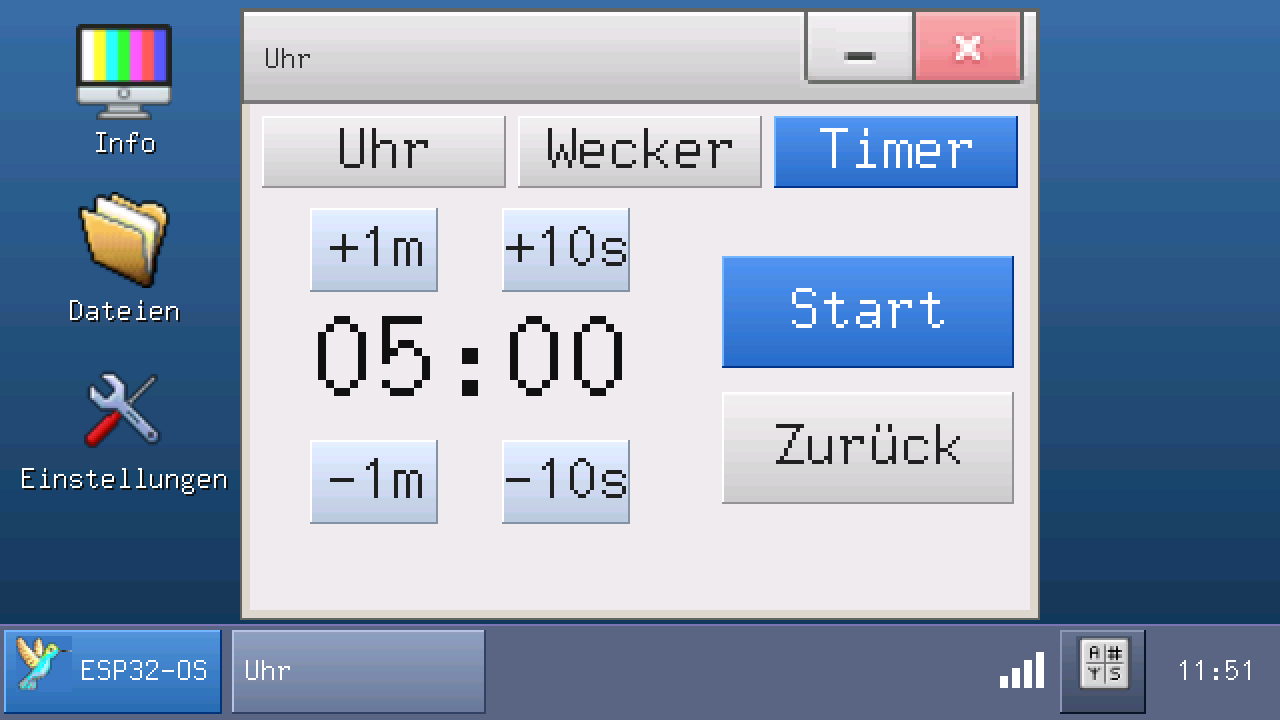 Info
Dateien
Einstellungen
Uhr
Uhr Wecker Timer
+1m +10s
05:00
-1m -10s
Start
Zurück
ESP32-OS
Uhr
A #
Y S
11:51